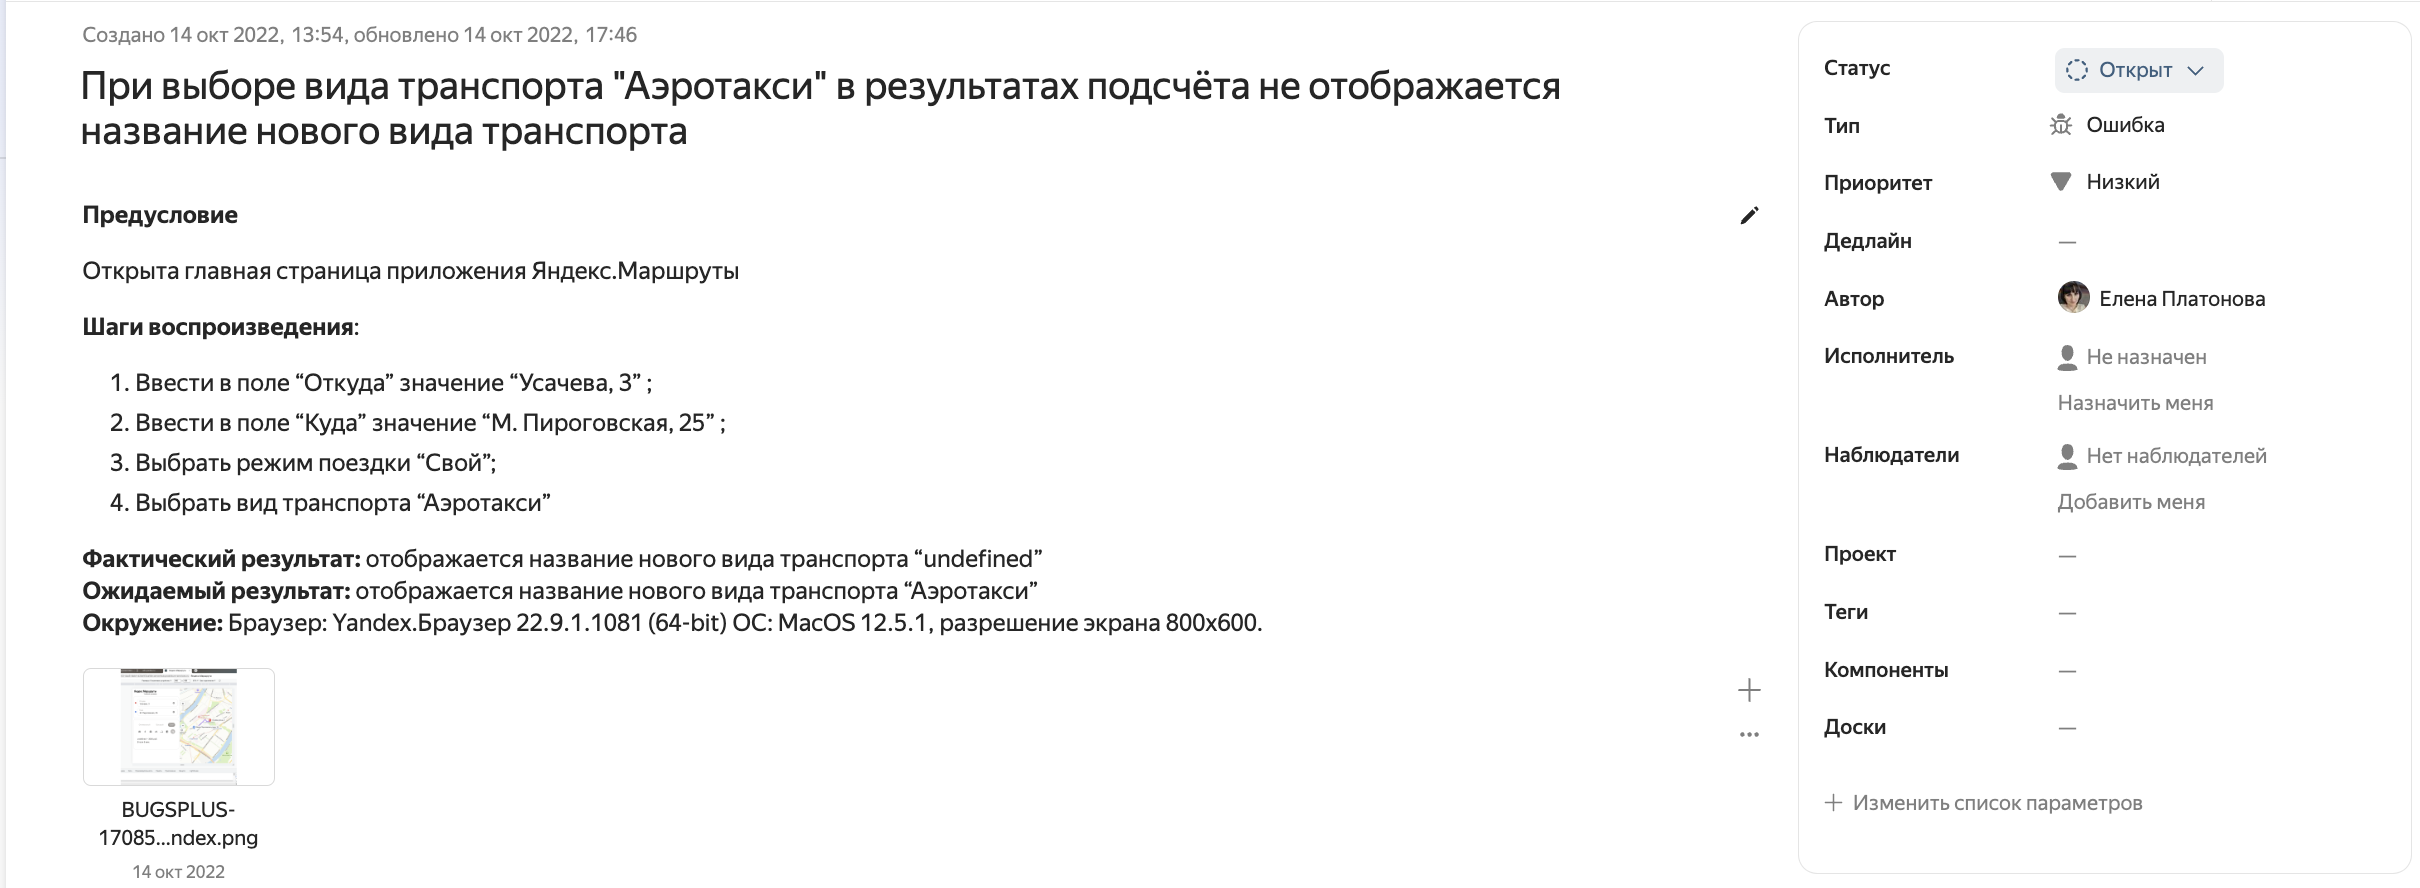 Создано 14 окт 2022, 13:54, обновлено 14 окт 2022, 17:46
При выборе вида транспорта "Аэротакси" в результатах подсчёта не отображается
название нового вида транспорта
Предусловие
Открыта главная страница приложения Яндекс.Маршруты
Шаги воспроизведения:
1. Ввести в поле “Откуда” значение “Усачева, 3” ;
2. Ввести в поле “Куда” значение “М. Пироговская, 25” ;
3. Выбрать режим поездки “Свой”;
4. Выбрать вид транспорта “Аэротакси”
Фактический результат: отображается название нового вида транспорта “undefined”
Ожидаемый результат: отображается название нового вида транспорта “Аэротакси”
Окружение: Браузер: Yandex.Браузер 22.9.1.1081 (64-bit) ОС: MacOS 12.5.1, разрешение экрана 800x600.
BUGSPLUS-
17085...ndex.png
14 окт 2022
Статус Открыт
Тип Ошибка
Приоритет Низкий
Дедлайн —
Автор Елена Платонова
Исполнитель Не назначен
Назначить меня
Наблюдатели Нет наблюдателей
Добавить меня
Проект —
Теги —
Компоненты —
Доски —
Изменить список параметров